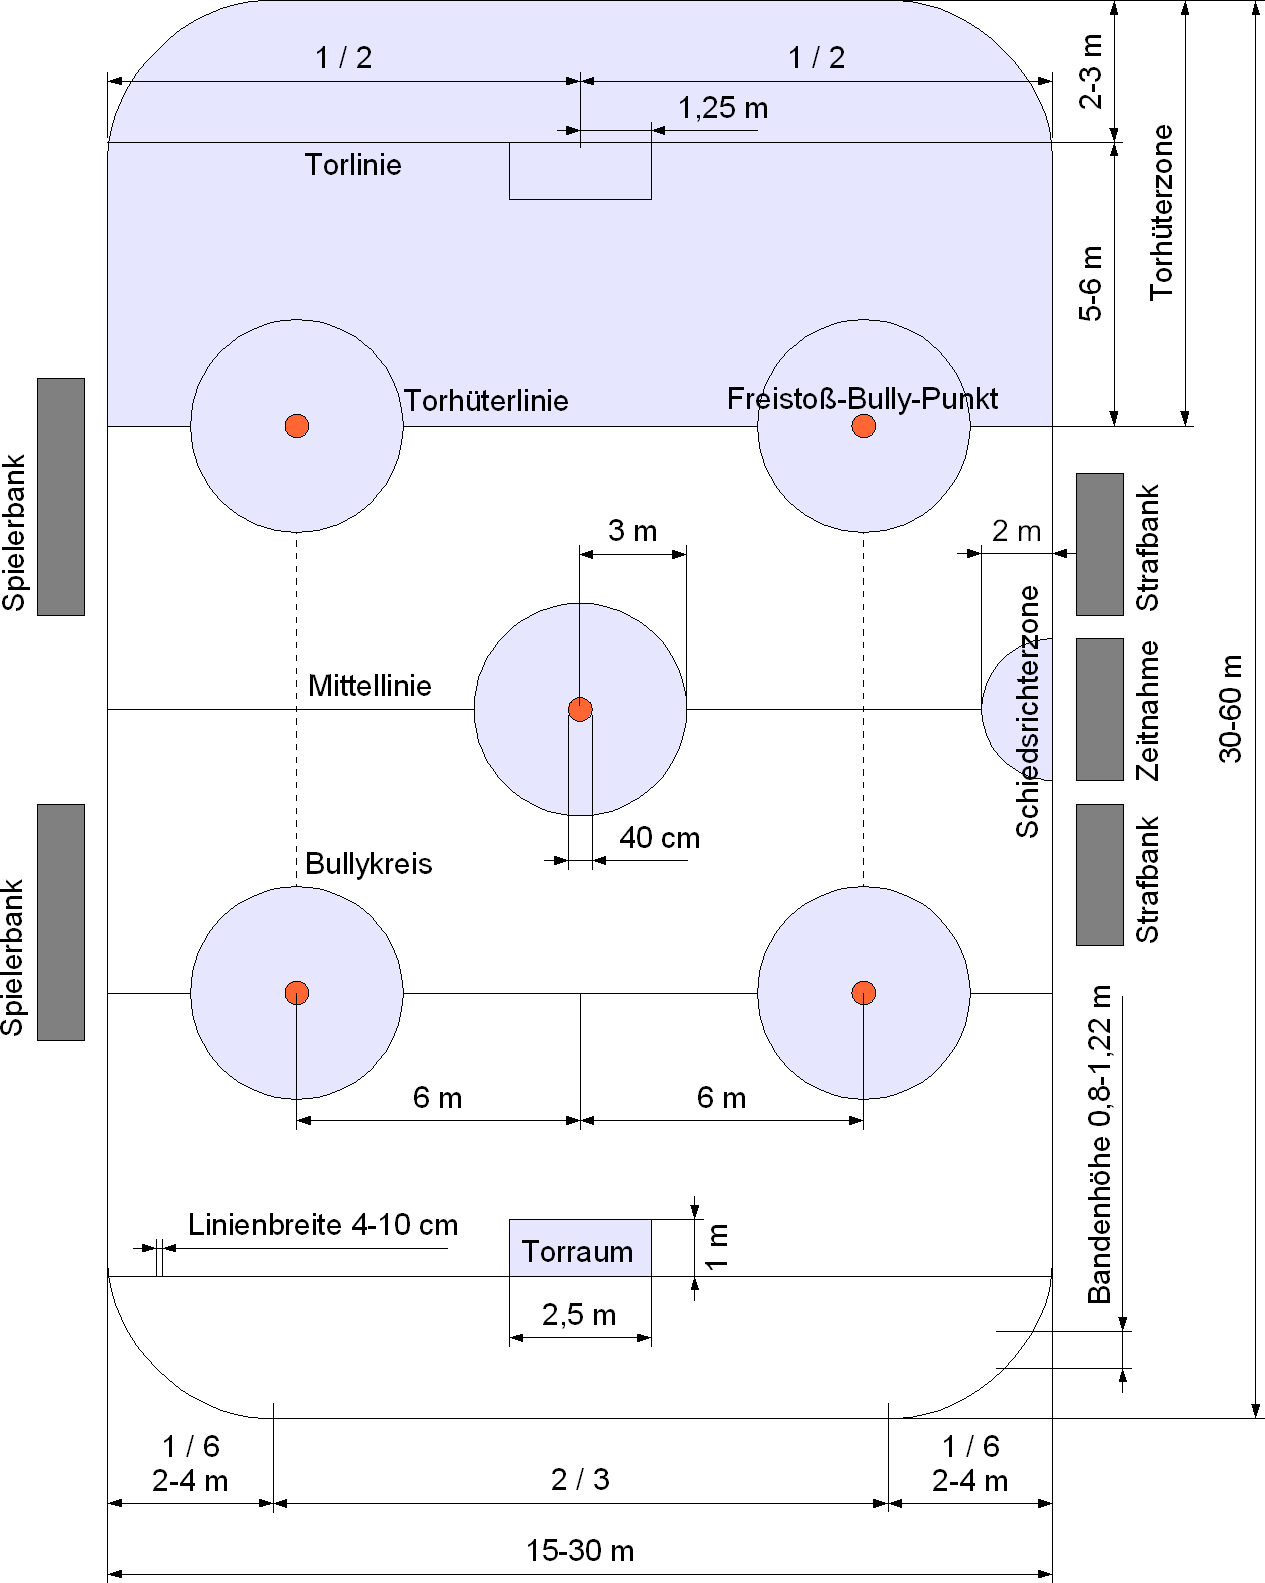 1 / 2
1 / 2
2-3 m
1,25 m
Torlinie
Torhüterzone
5-6 m
Torhüterlinie
Freistoß-Bully-Punkt
Spielerbank
3 m
2 m
Strafbank
Schiedsrichterzone
Zeitnahme
30-60 m
Mittellinie
40 cm
Bullykreis
Strafbank
Spielerbank
6 m
6 m
Bandenhöhe 0,8-1,22 m
Linienbreite 4-10 cm
Torraum
1 m
2,5 m
1 / 6
2-4 m
2 / 3
1 / 6
2-4 m
15-30 m